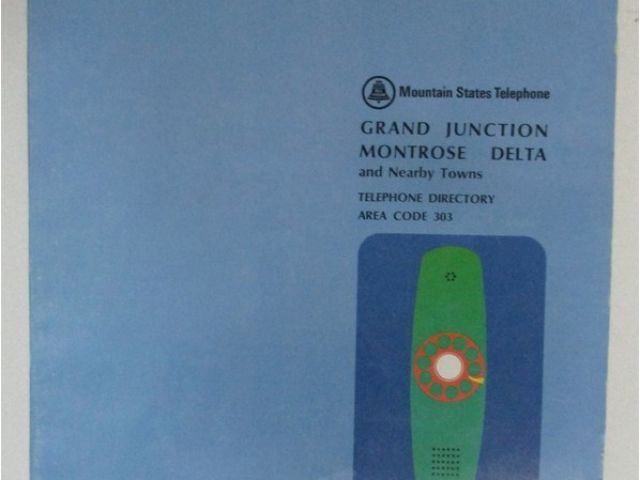 Mountain States Telephone
GRAND JUNCTION
MONTROSE DELTA
and Nearby Towns
TELEPHONE DIRECTORY
AREA CODE 303